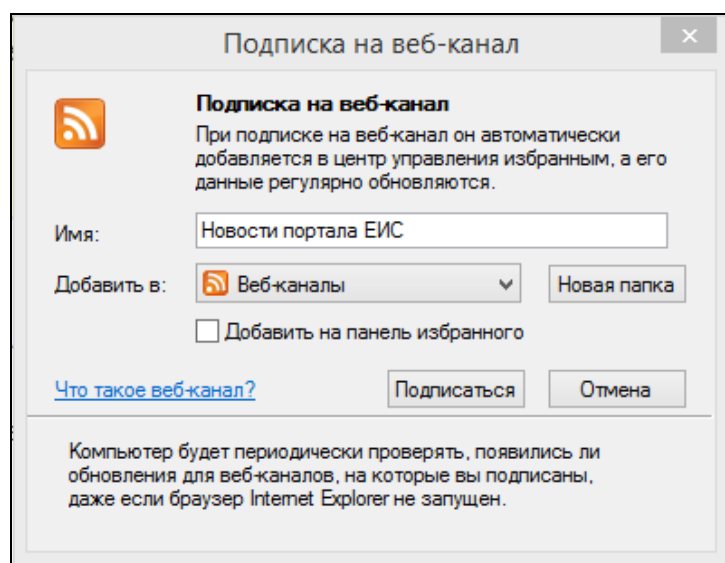 Подписка на веб-канал
Подписка на веб-канал
При подписке на веб-канал он автоматически
добавляется в центр управления избранным, а его
данные регулярно обновляются.
Имя: Новости портала ЕИС
Добавить в: Веб-каналы Новая папка
Добавить на панель избранного
Что такое веб-канал? Подписаться Отмена
Компьютер будет периодически проверять, появились ли
обновления для веб-каналов, на которые вы подписаны,
даже если браузер Internet Explorer не запущен.